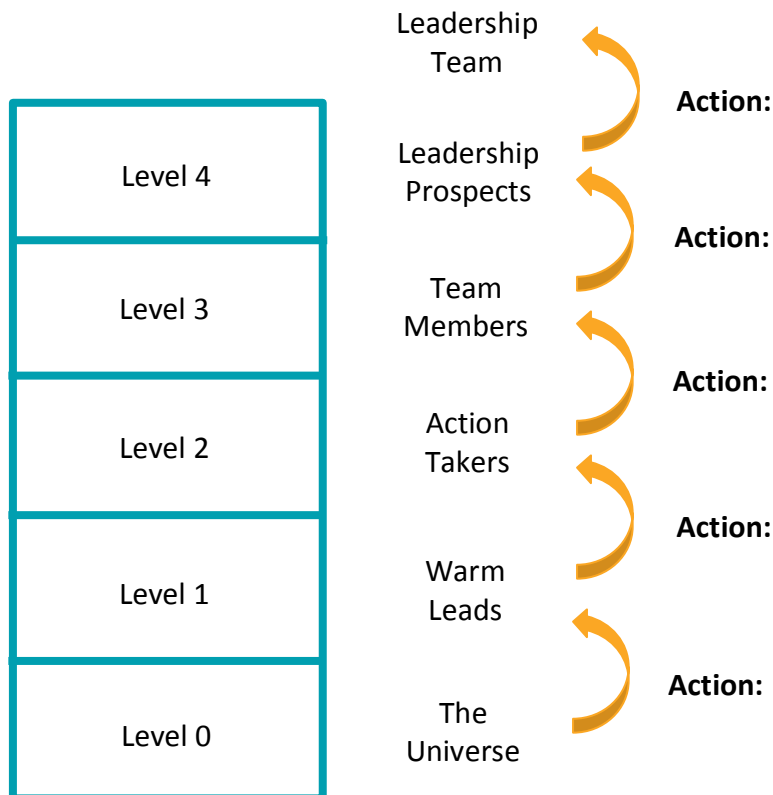 Leadership
Team
Action:
Level 4
Leadership
Prospects
Action:
Level 3
Team
Members
Action:
Level 2
Action
Takers
Action:
Level 1
Warm
Leads
Action:
Level 0
The
Universe